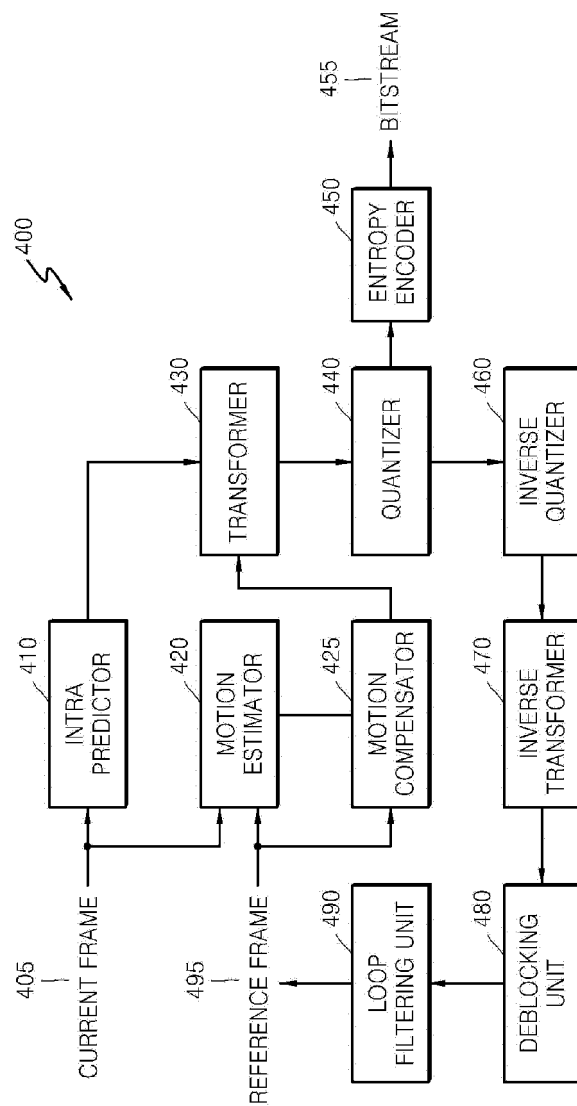 400
405
CURRENT FRAME
410
INTRA
PREDICTOR
420
MOTION
ESTIMATOR
430
TRANSFORMER
495
REFERENCE FRAME
425
MOTION
COMPENSATOR
440
QUANTIZER
450
ENTROPY
ENCODER
455
BITSTREAM
490
LOOP
FILTERING UNIT
480
DEBLOCKING
UNIT
470
INVERSE
TRANSFORMER
460
INVERSE
QUANTIZER